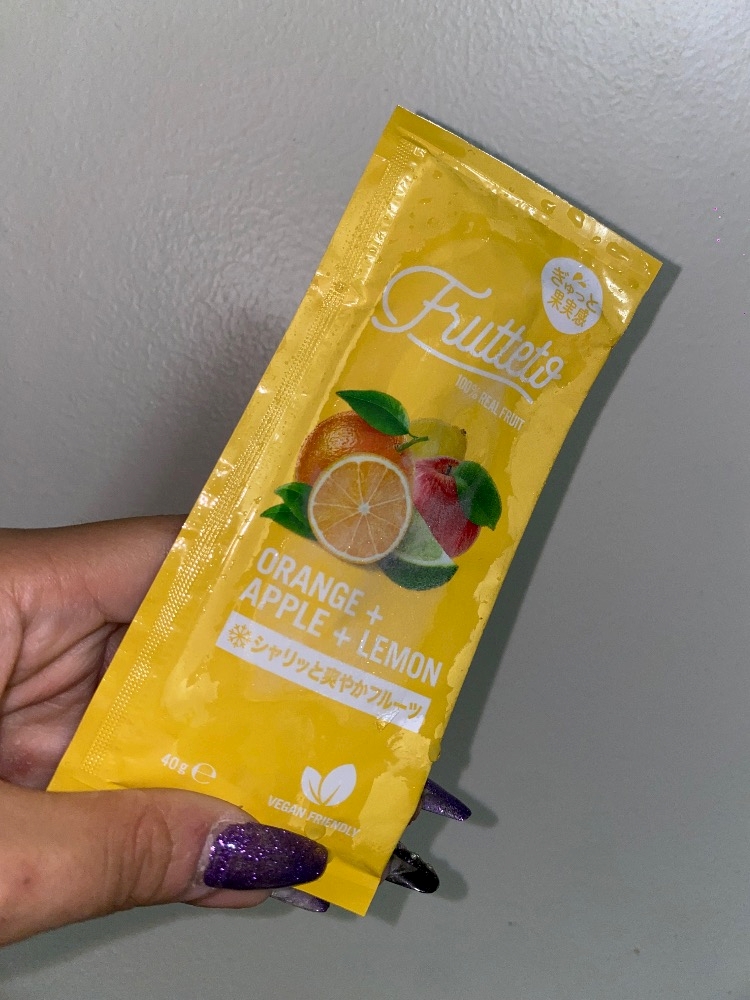 ぎゅっと
果実感
Frutteto
100% REAL FRUIT
ORANGE +
APPLE + LEMON
シャリッと爽やかフルーツ
40g ℮
VEGAN FRIENDLY